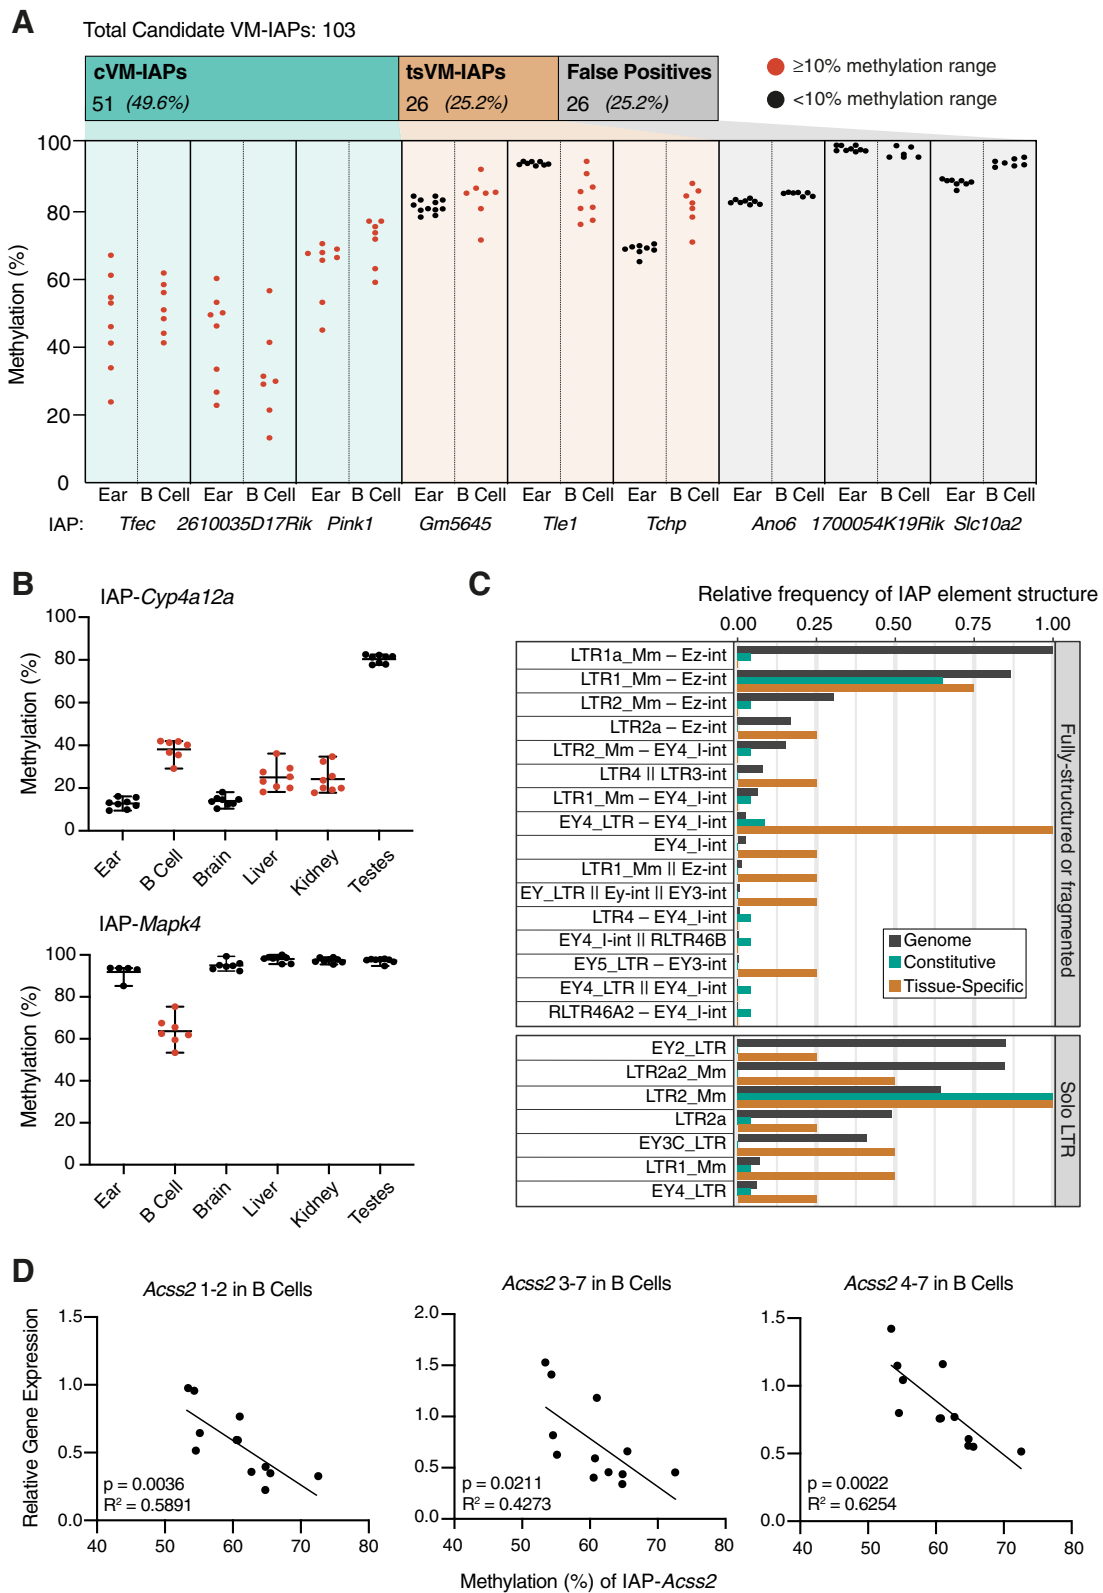 A
Total Candidate VM-IAPs: 103
cVM-IAPs
51 (49.6%)
tsVM-IAPs
26 (25.2%)
False Positives
26 (25.2%)
≥10% methylation range
<10% methylation range
Methylation (%)
100
80
60
40
20
0
Ear B Cell Ear B Cell Ear B Cell Ear B Cell Ear B Cell Ear B Cell Ear B Cell Ear B Cell Ear B Cell
IAP: Tfec 2610035D17Rik Pink1 Gm5645 Tle1 Tchp Ano6 1700054K19Rik Slc10a2
B
IAP-Cyp4a12a
Methylation (%)
100
80
60
40
20
0
Ear B Cell Brain Liver Kidney Testes
IAP-Mapk4
Methylation (%)
100
80
60
40
20
0
Ear B Cell Brain Liver Kidney Testes
C
Relative frequency of IAP element structure
0.00 0.25 0.50 0.75 1.00
LTR1a_Mm – Ez-int
LTR1_Mm – Ez-int
LTR2_Mm – Ez-int
LTR2a – Ez-int
LTR2_Mm – EY4_I-int
LTR4 || LTR3-int
LTR1_Mm – EY4_I-int
EY4_LTR – EY4_I-int
EY4_I-int
LTR1_Mm || Ez-int
EY_LTR || Ey-int || EY3-int
LTR4 – EY4_I-int
EY4_I-int || RLTR46B
EY5_LTR – EY3-int
EY4_LTR || EY4_I-int
RLTR46A2 – EY4_I-int
Fully-structured or fragmented
Genome
Constitutive
Tissue-Specific
EY2_LTR
LTR2a2_Mm
LTR2_Mm
LTR2a
EY3C_LTR
LTR1_Mm
EY4_LTR
Solo LTR
D
Relative Gene Expression
Acss2 1-2 in B Cells
1.5
1.0
0.5
0.0
p = 0.0036
R² = 0.5891
40 50 60 70 80
Acss2 3-7 in B Cells
2.0
1.5
1.0
0.5
0.0
p = 0.0211
R² = 0.4273
40 50 60 70 80
Acss2 4-7 in B Cells
1.5
1.0
0.5
0.0
p = 0.0022
R² = 0.6254
40 50 60 70 80
Methylation (%) of IAP-Acss2